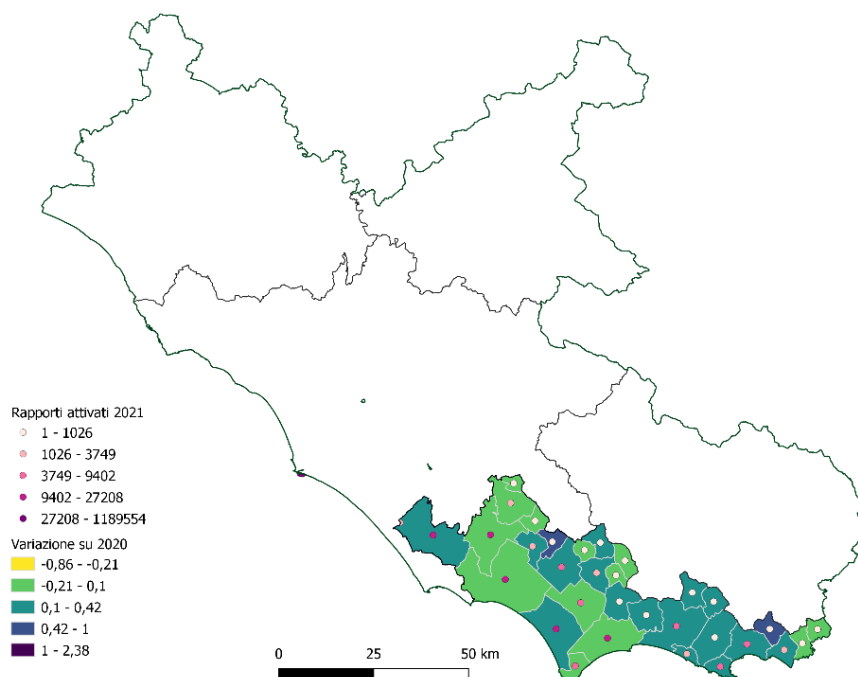 Rapporti attivati 2021
1 - 1026
1026 - 3749
3749 - 9402
9402 - 27208
27208 - 1189554
Variazione su 2020
-0,86 - -0,21
-0,21 - 0,1
0,1 - 0,42
0,42 - 1
1 - 2,38
0 25 50 km